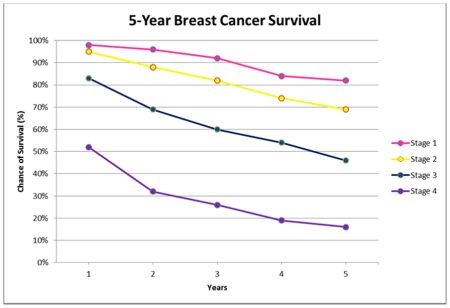 5-Year Breast Cancer Survival
Chance of Survival (%)
100%
90%
80%
70%
60%
50%
40%
30%
20%
10%
0%
1 2 3 4 5
Years
Stage 1
Stage 2
Stage 3
Stage 4